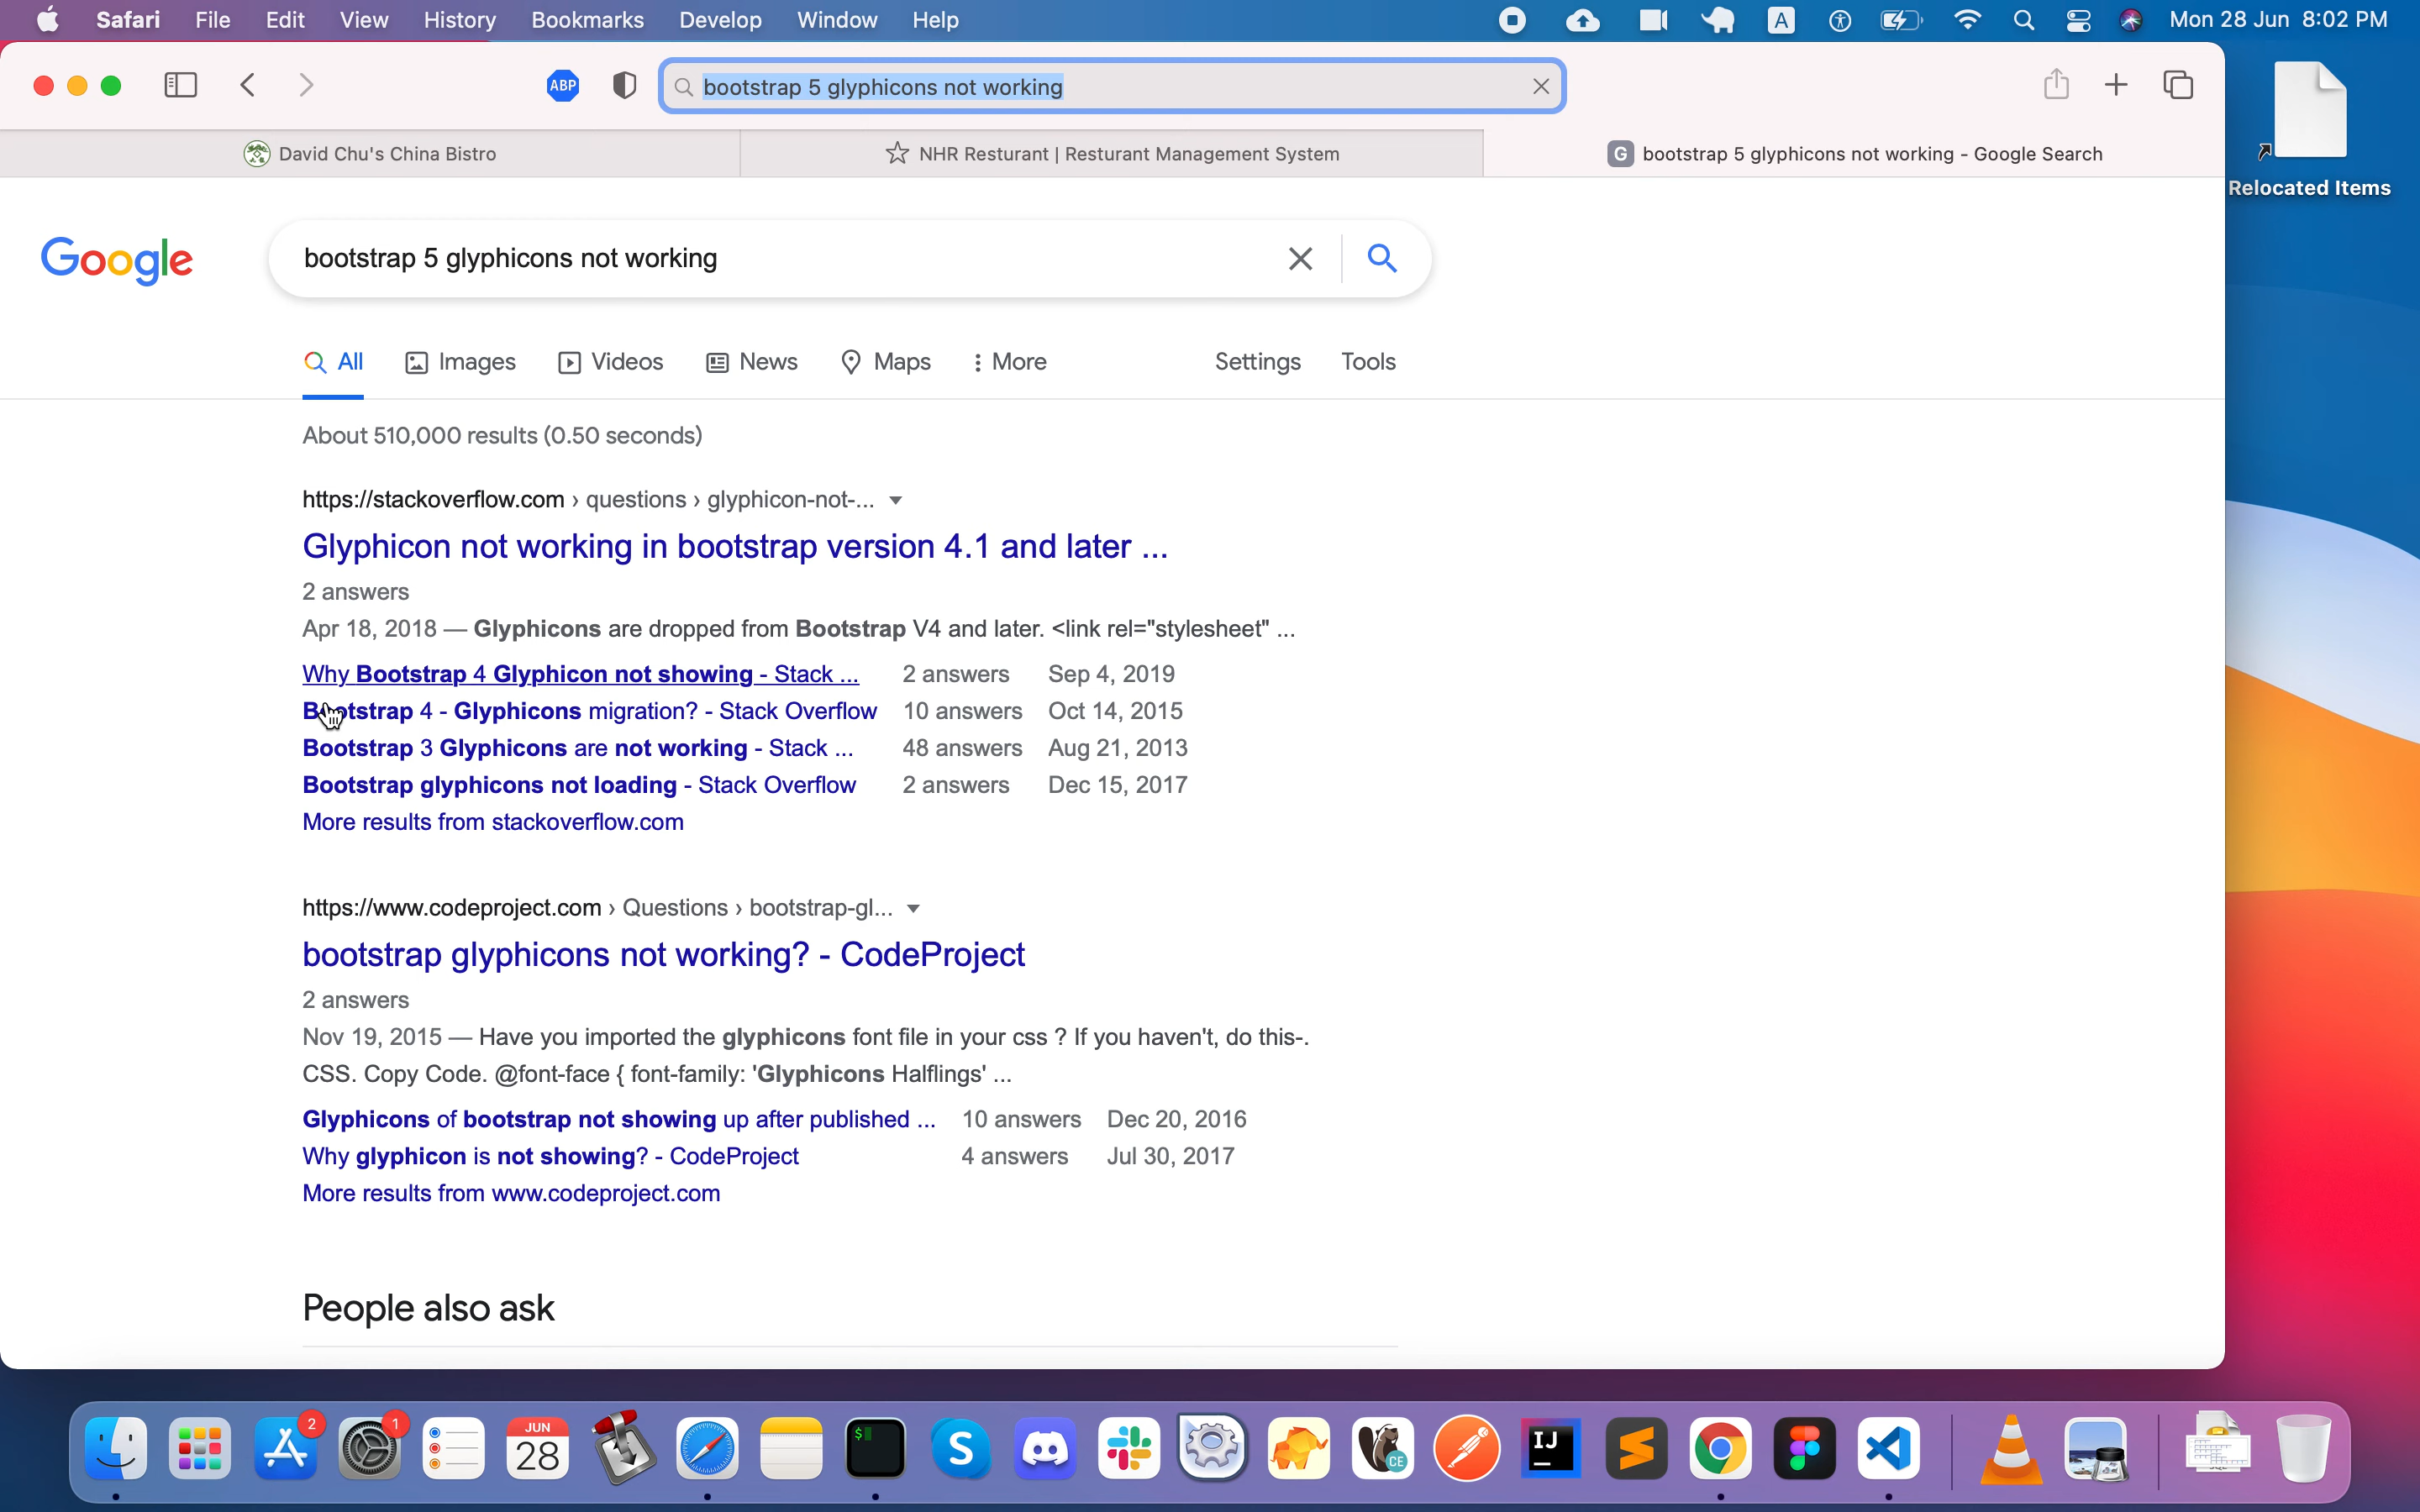 Safari File Edit View History Bookmarks Develop Window Help A Mon 28 Jun 8:02 PM
ABP bootstrap 5 glyphicons not working
Relocated Items
David Chu's China Bistro NHR Resturant | Resturant Management System G bootstrap 5 glyphicons not working - Google Search
Google bootstrap 5 glyphicons not working
All Images Videos News Maps More Settings Tools
About 510,000 results (0.50 seconds)
https://stackoverflow.com › questions › glyphicon-not-...
Glyphicon not working in bootstrap version 4.1 and later ...
2 answers
Apr 18, 2018 — Glyphicons are dropped from Bootstrap V4 and later. <link rel="stylesheet" ...
Why Bootstrap 4 Glyphicon not showing - Stack ... 2 answers Sep 4, 2019
Bootstrap 4 - Glyphicons migration? - Stack Overflow 10 answers Oct 14, 2015
Bootstrap 3 Glyphicons are not working - Stack ... 48 answers Aug 21, 2013
Bootstrap glyphicons not loading - Stack Overflow 2 answers Dec 15, 2017
More results from stackoverflow.com
https://www.codeproject.com › Questions › bootstrap-gl...
bootstrap glyphicons not working? - CodeProject
2 answers
Nov 19, 2015 — Have you imported the glyphicons font file in your css ? If you haven't, do this-.
CSS. Copy Code. @font-face { font-family: 'Glyphicons Halflings' ...
Glyphicons of bootstrap not showing up after published ... 10 answers Dec 20, 2016
Why glyphicon is not showing? - CodeProject 4 answers Jul 30, 2017
More results from www.codeproject.com
People also ask
2 1 JUN 28 $ S CE IJ